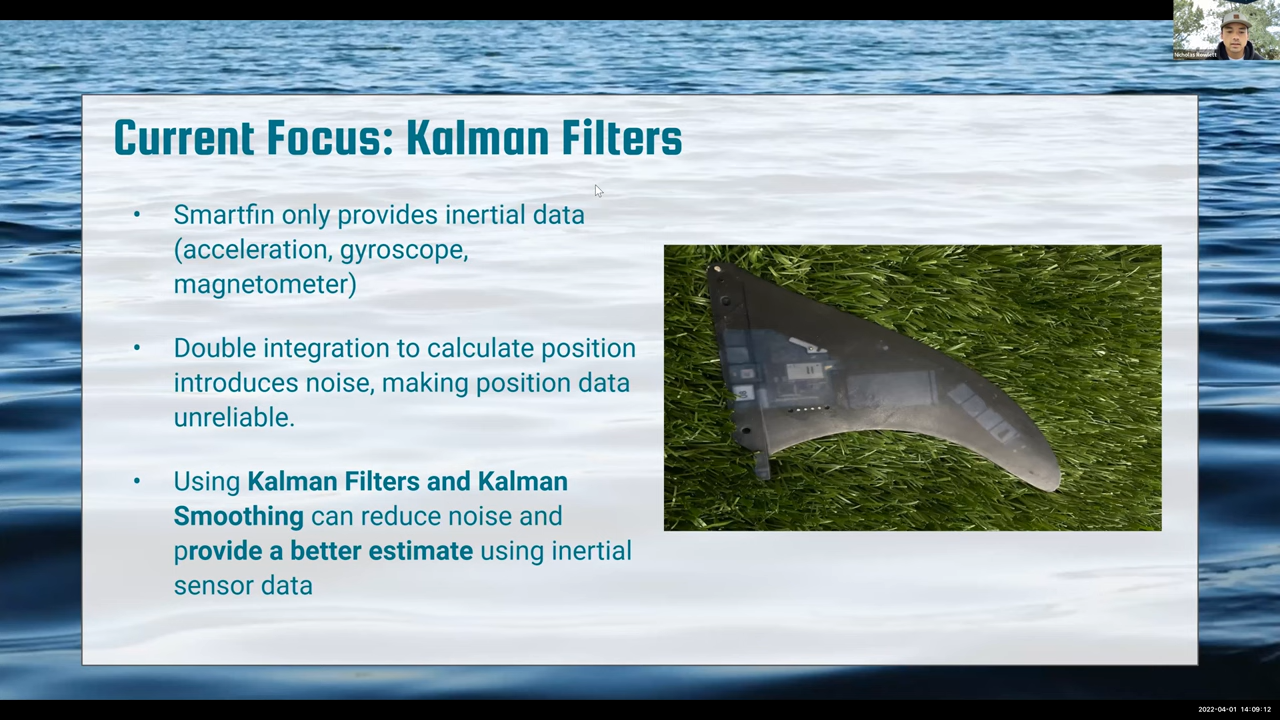 Nicholas Rowlett
Current Focus: Kalman Filters
• Smartfin only provides inertial data
(acceleration, gyroscope,
magnetometer)
• Double integration to calculate position
introduces noise, making position data
unreliable.
• Using Kalman Filters and Kalman
Smoothing can reduce noise and
provide a better estimate using inertial
sensor data
2022-04-01 14:09:12